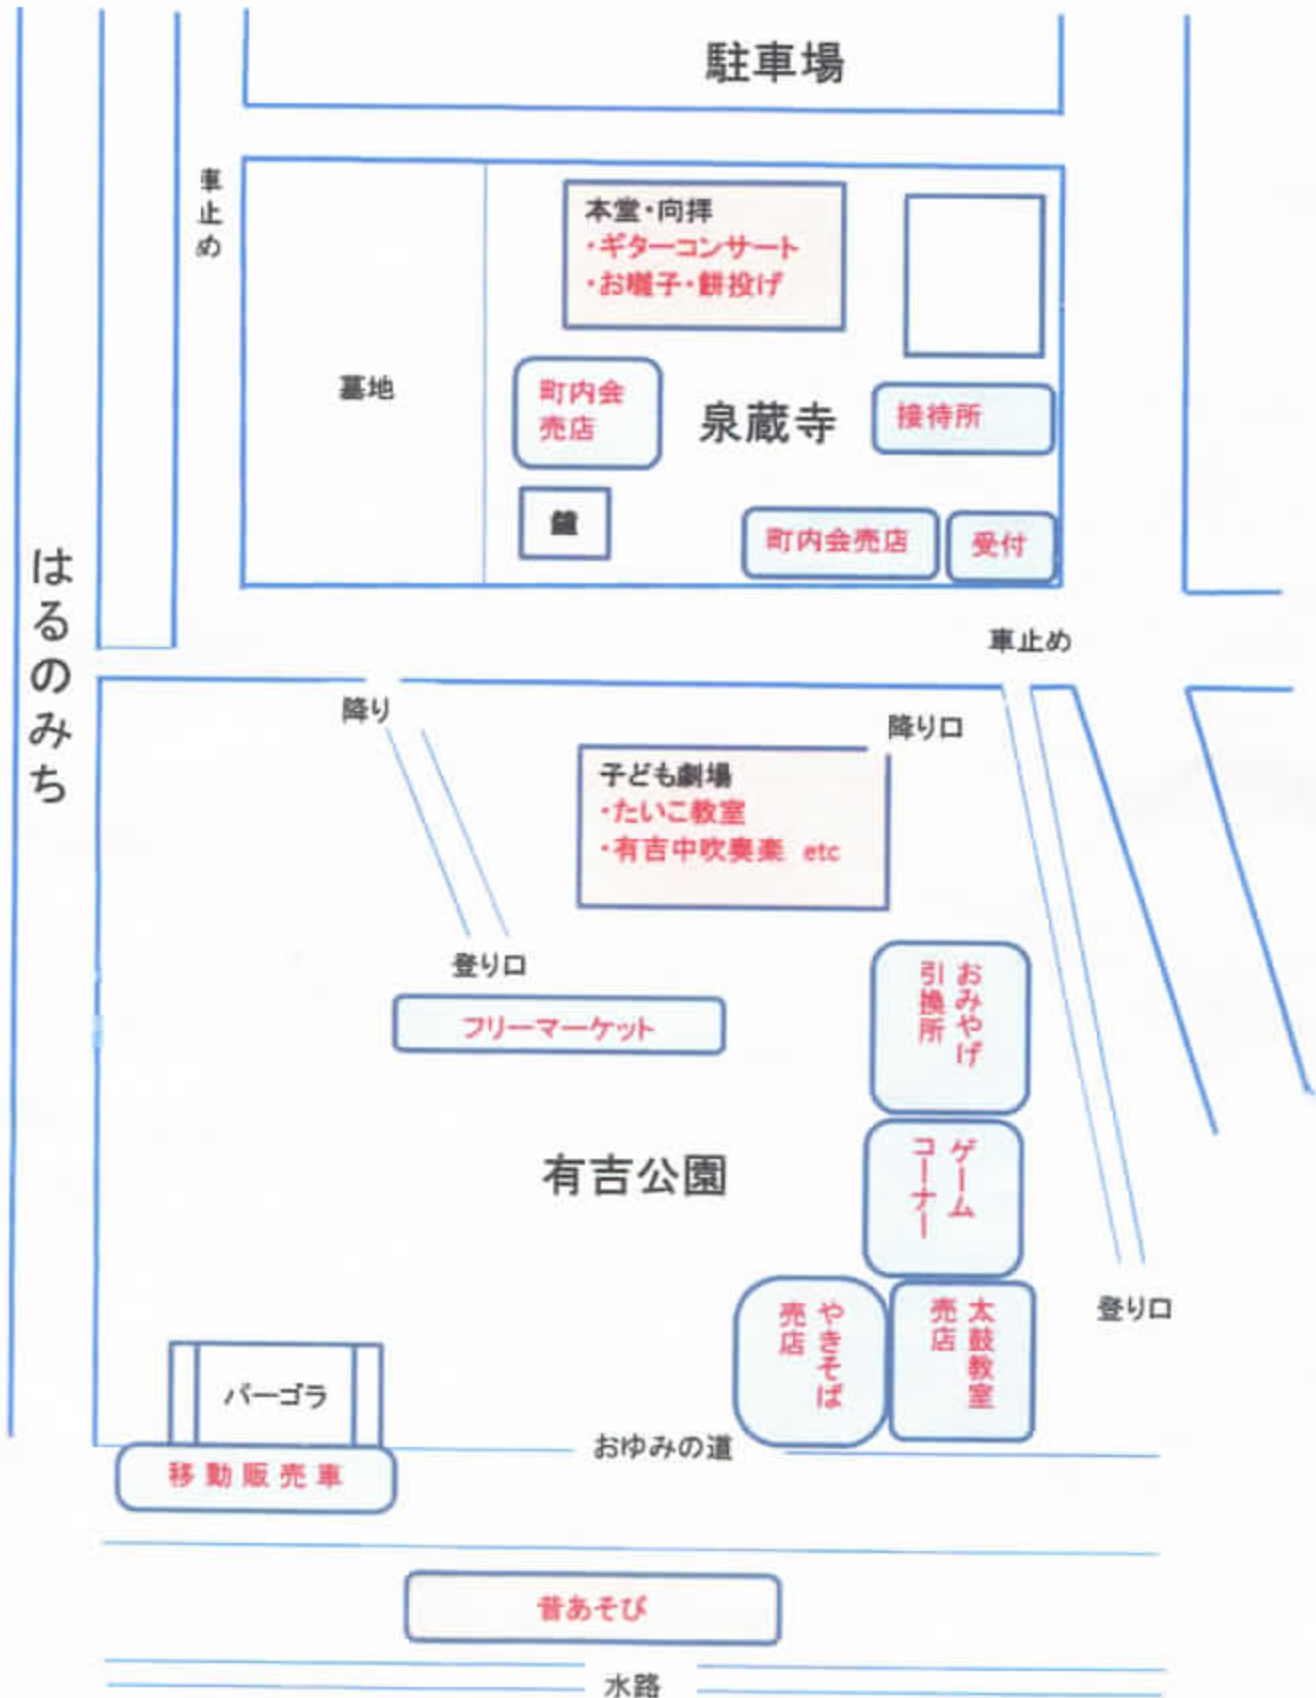 駐車場
車止め
本堂・向拝
・ギターコンサート
・お囃子・餅投げ
墓地
町内会
売店
泉蔵寺
接待所
鐘
町内会売店
受付
はるのみち
車止め
降り
降り口
子ども劇場
・たいこ教室
・有吉中吹奏楽 etc
登り口
フリーマーケット
おみやげ
引換所
有吉公園
ゲーム
コーナー
やきそば
売店
太鼓教室
売店
登り口
パーゴラ
おゆみの道
移動販売車
昔あそび
水路